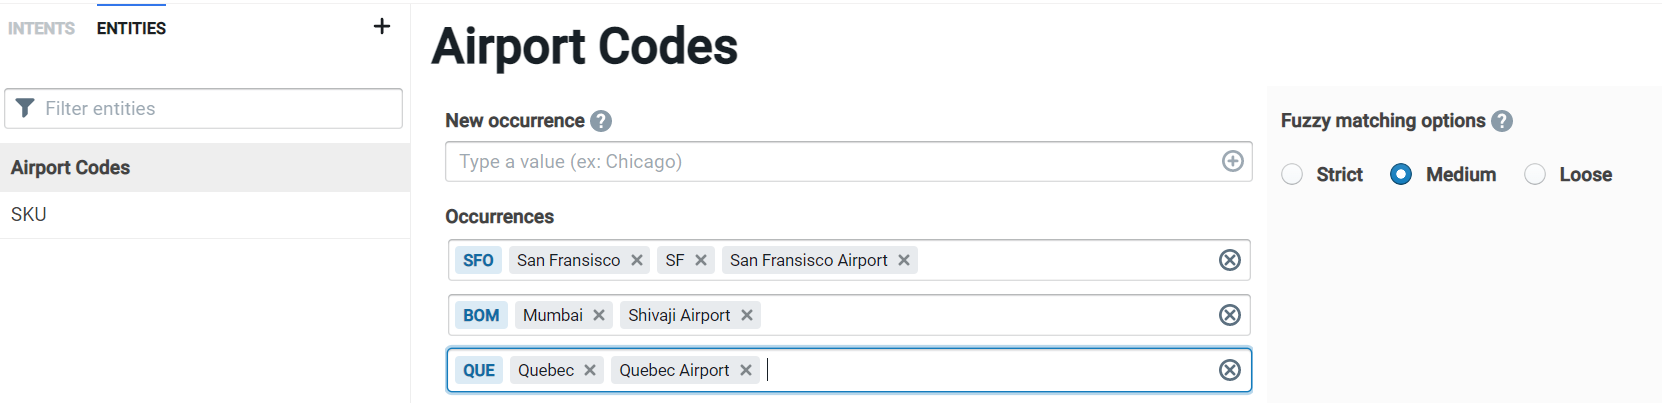 INTENTS ENTITIES +
Filter entities
Airport Codes
SKU
Airport Codes
New occurrence ?
Type a value (ex: Chicago)
Occurrences
SFO San Fransisco × SF × San Fransisco Airport ×
BOM Mumbai × Shivaji Airport ×
QUE Quebec × Quebec Airport ×
Fuzzy matching options ?
Strict Medium Loose